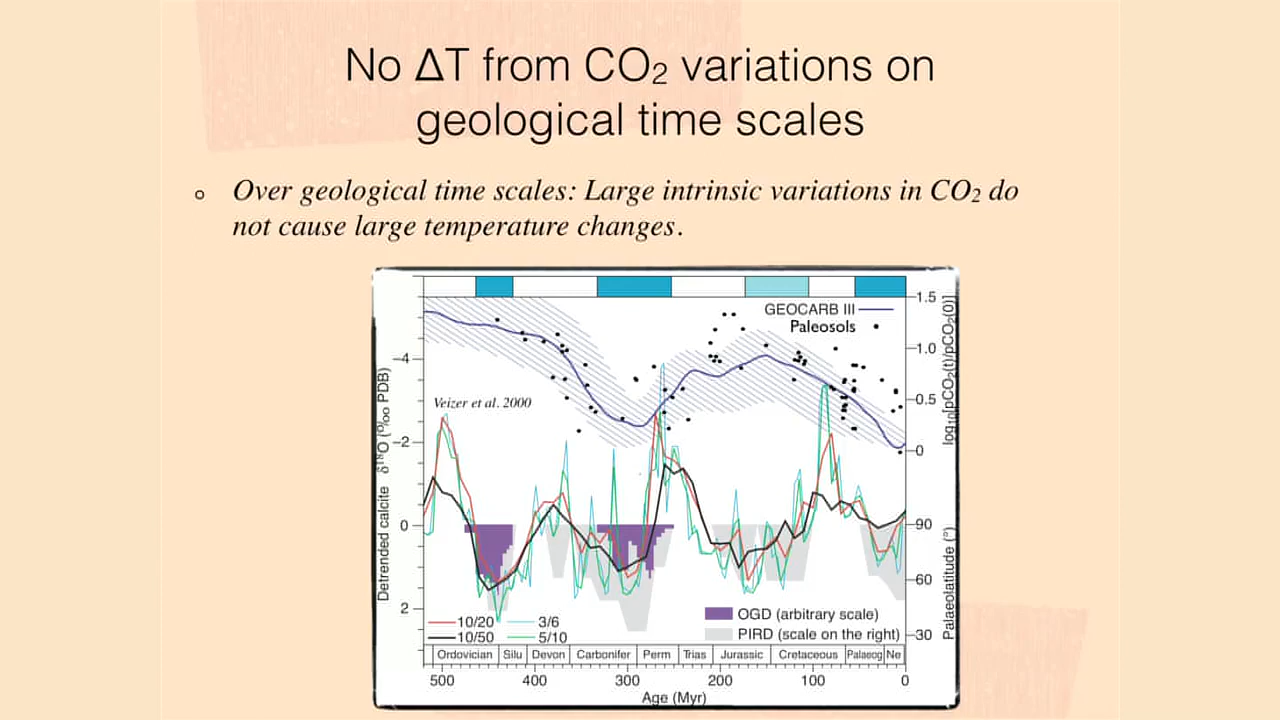 No ΔT from CO₂ variations on
geological time scales
Over geological time scales: Large intrinsic variations in CO₂ do
not cause large temperature changes.
GEOCARB III
Paleosols
Veizer et al. 2000
Detrended calcite δ¹⁸O (‰ PDB)
−4
−2
0
2
1.5
1.0
0.5
0
log₁₀[pCO₂(t)/pCO₂(0)]
90
60
30
Palaeolatitude (°)
OGD (arbitrary scale)
PIRD (scale on the right)
10/20 3/6
10/50 5/10
Ordovician Silu Devon Carbonifer Perm Trias Jurassic Cretaceous Palaeog Ne
500 400 300 200 100 0
Age (Myr)